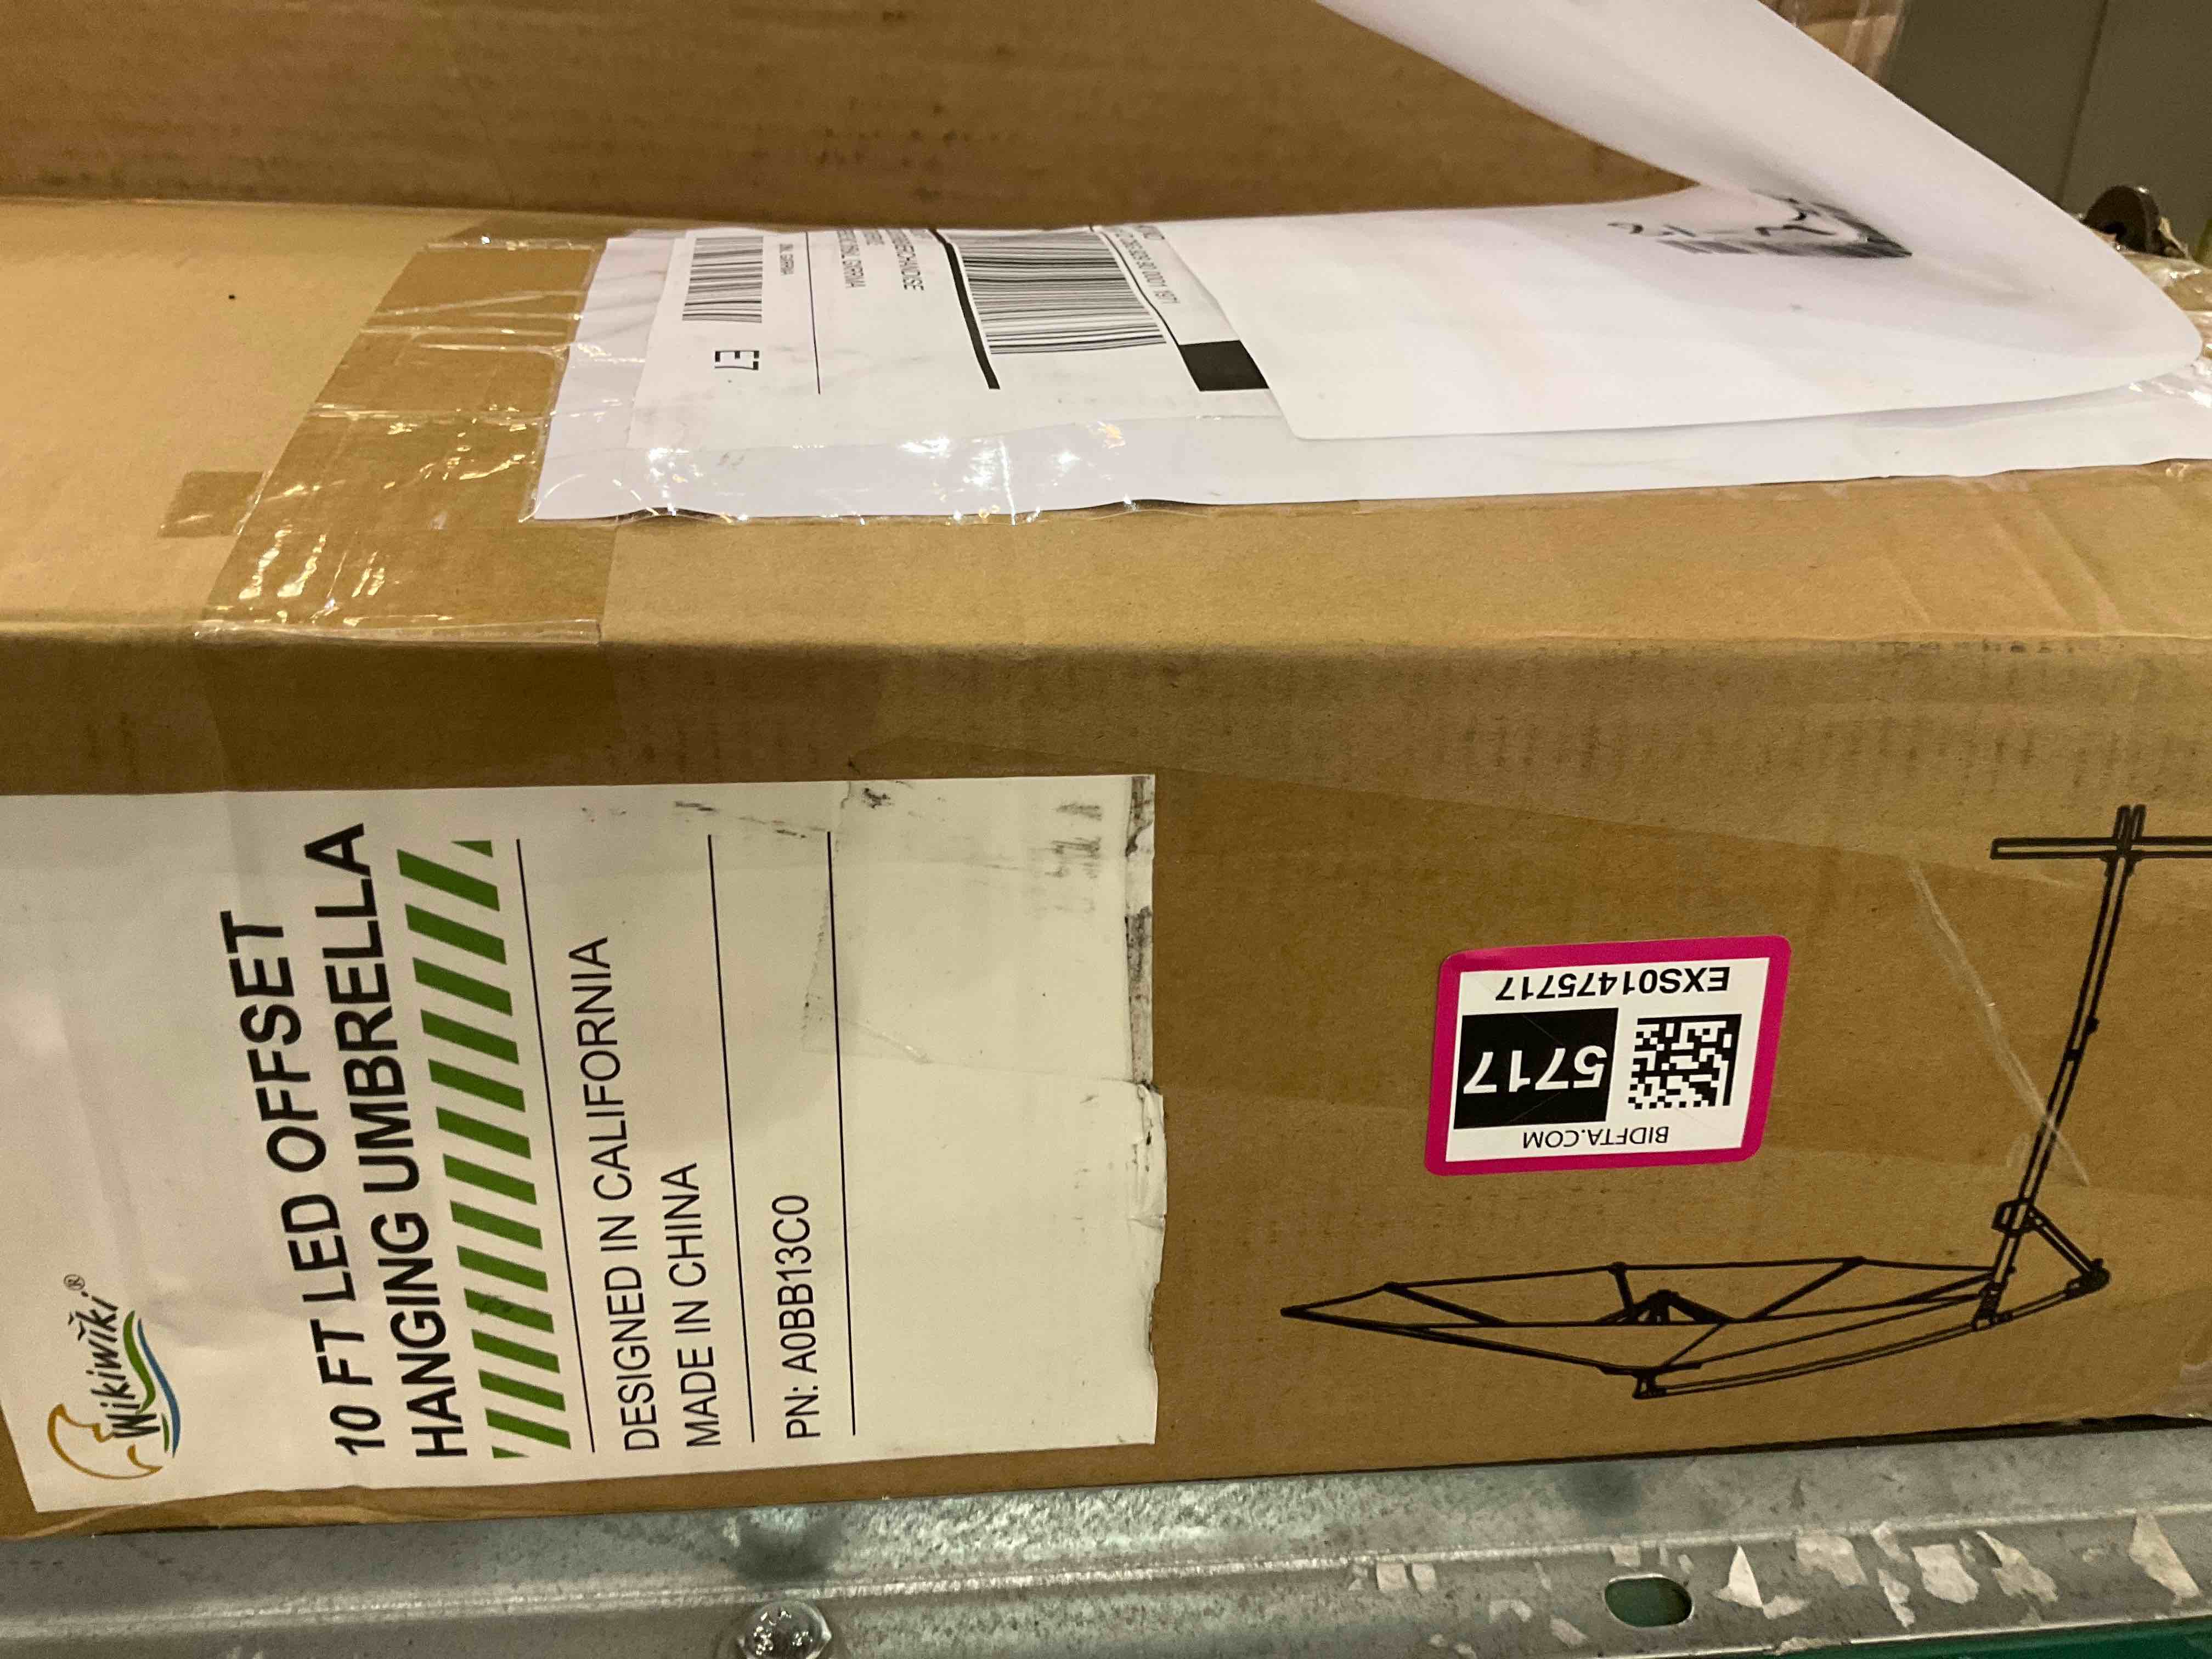 Wikiwiki®
10 FT LED OFFSET
HANGING UMBRELLA
DESIGNED IN CALIFORNIA
MADE IN CHINA
PN: A0BB13C0
BIDFTA.COM
5717
EXS01475717
E7